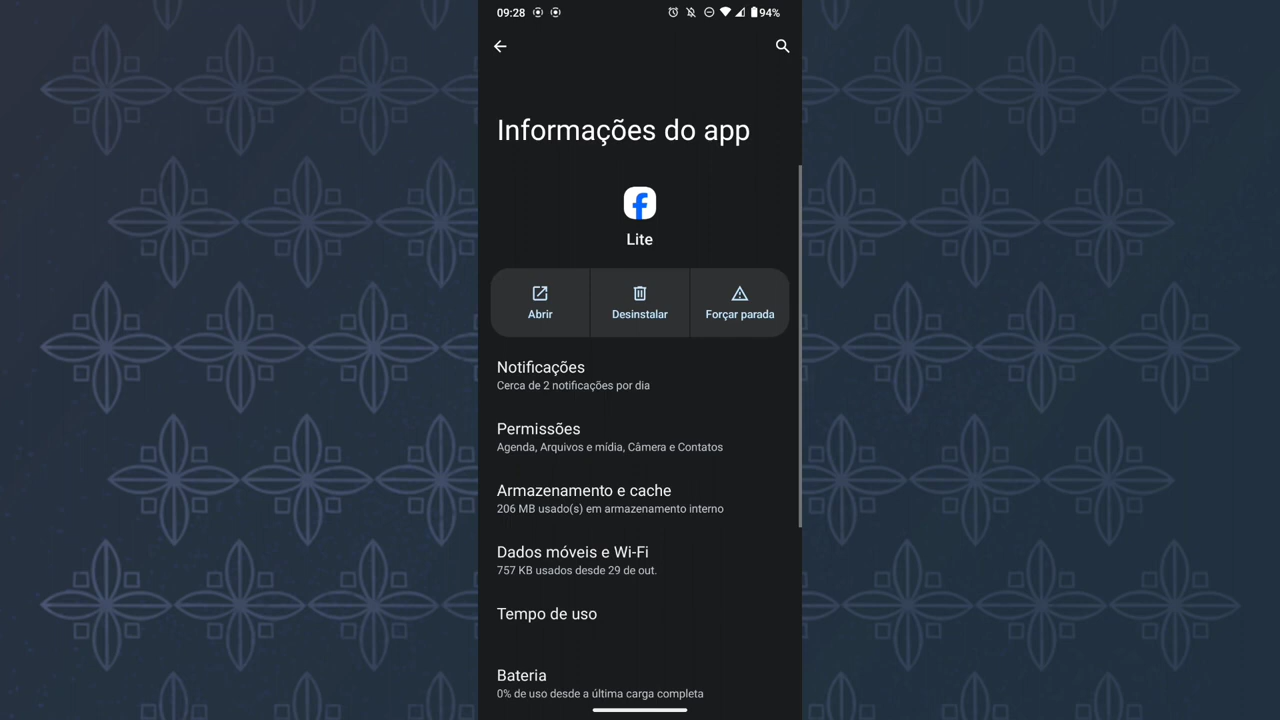 09:28 94%
Informações do app
Lite
Abrir Desinstalar Forçar parada
Notificações
Cerca de 2 notificações por dia
Permissões
Agenda, Arquivos e mídia, Câmera e Contatos
Armazenamento e cache
206 MB usado(s) em armazenamento interno
Dados móveis e Wi-Fi
757 KB usados desde 29 de out.
Tempo de uso
Bateria
0% de uso desde a última carga completa